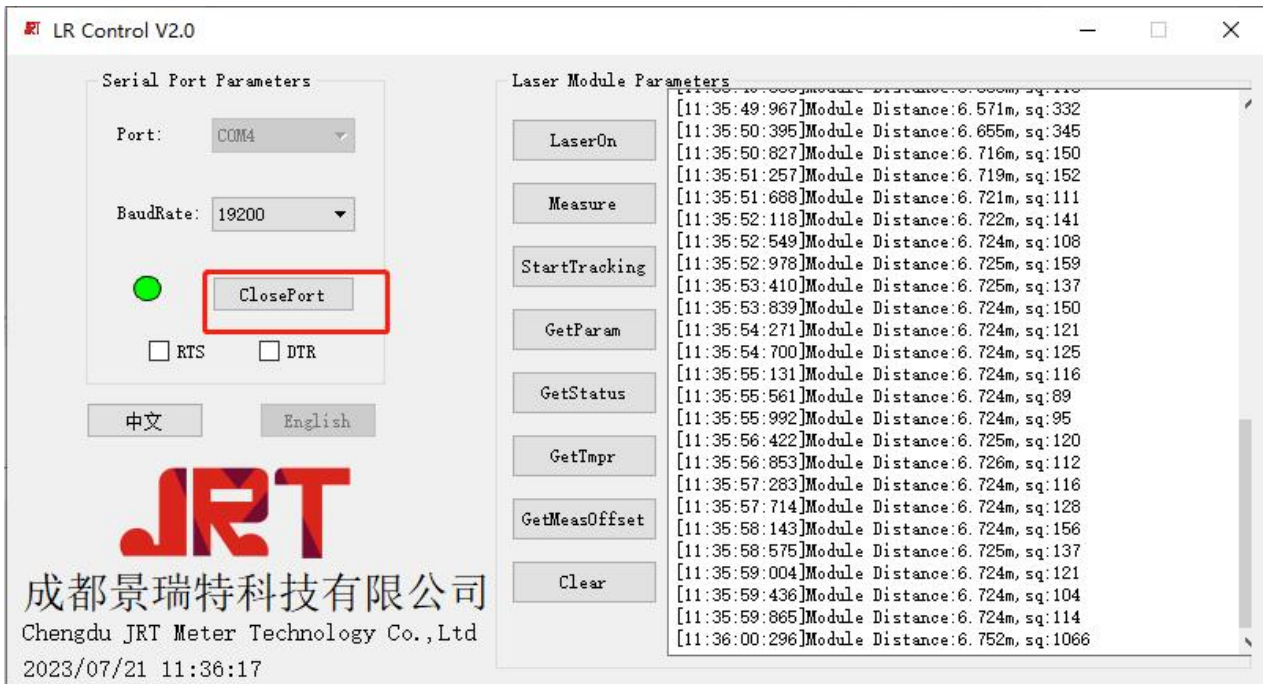 LR Control V2.0
Serial Port Parameters
Port: COM4
BaudRate: 19200
ClosePort
RTS DTR
中文 English
JRT
成都景瑞特科技有限公司
Chengdu JRT Meter Technology Co.,Ltd
2023/07/21 11:36:17
Laser Module Parameters
LaserOn
Measure
StartTracking
GetParam
GetStatus
GetTmpr
GetMeasOffset
Clear
[11:35:49:967]Module Distance:6.571m,sq:332
[11:35:50:395]Module Distance:6.655m,sq:345
[11:35:50:827]Module Distance:6.716m,sq:150
[11:35:51:257]Module Distance:6.719m,sq:152
[11:35:51:688]Module Distance:6.721m,sq:111
[11:35:52:118]Module Distance:6.722m,sq:141
[11:35:52:549]Module Distance:6.724m,sq:108
[11:35:52:978]Module Distance:6.725m,sq:159
[11:35:53:410]Module Distance:6.725m,sq:137
[11:35:53:839]Module Distance:6.724m,sq:150
[11:35:54:271]Module Distance:6.724m,sq:121
[11:35:54:700]Module Distance:6.724m,sq:125
[11:35:55:131]Module Distance:6.724m,sq:116
[11:35:55:561]Module Distance:6.724m,sq:89
[11:35:55:992]Module Distance:6.724m,sq:95
[11:35:56:422]Module Distance:6.725m,sq:120
[11:35:56:853]Module Distance:6.726m,sq:112
[11:35:57:283]Module Distance:6.724m,sq:116
[11:35:57:714]Module Distance:6.724m,sq:128
[11:35:58:143]Module Distance:6.724m,sq:156
[11:35:58:575]Module Distance:6.725m,sq:137
[11:35:59:004]Module Distance:6.724m,sq:121
[11:35:59:436]Module Distance:6.724m,sq:104
[11:35:59:865]Module Distance:6.724m,sq:114
[11:36:00:296]Module Distance:6.752m,sq:1066